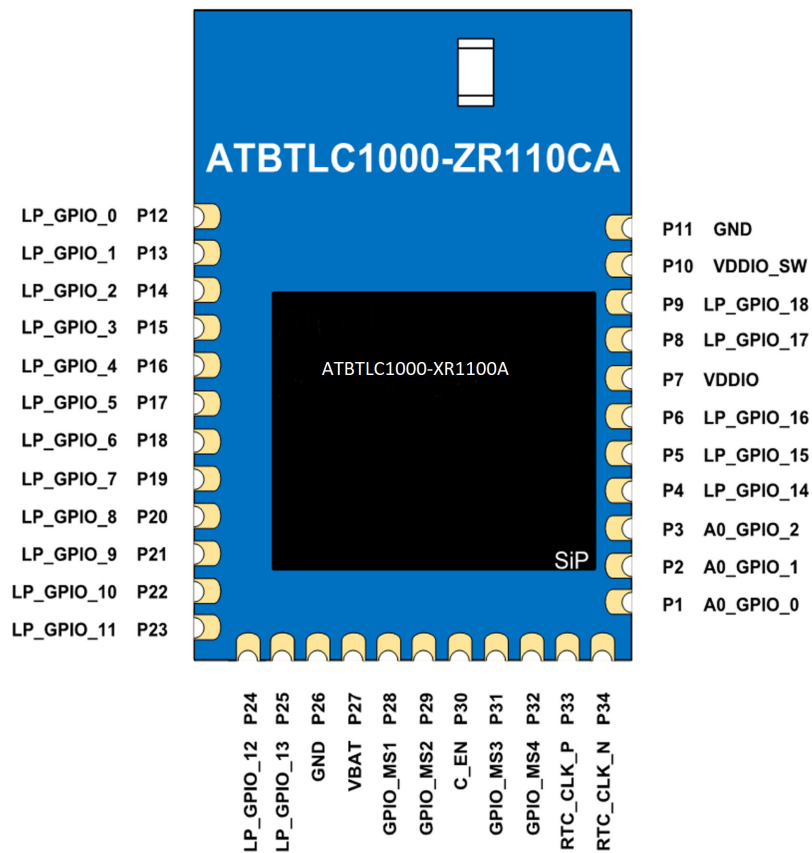 ATBTLC1000-ZR110CA
LP_GPIO_0 P12
LP_GPIO_1 P13
LP_GPIO_2 P14
LP_GPIO_3 P15
LP_GPIO_4 P16
LP_GPIO_5 P17
LP_GPIO_6 P18
LP_GPIO_7 P19
LP_GPIO_8 P20
LP_GPIO_9 P21
LP_GPIO_10 P22
LP_GPIO_11 P23
ATBTLC1000-XR1100A
SiP
P11 GND
P10 VDDIO_SW
P9 LP_GPIO_18
P8 LP_GPIO_17
P7 VDDIO
P6 LP_GPIO_16
P5 LP_GPIO_15
P4 LP_GPIO_14
P3 A0_GPIO_2
P2 A0_GPIO_1
P1 A0_GPIO_0
LP_GPIO_12 P24
LP_GPIO_13 P25
GND P26
VBAT P27
GPIO_MS1 P28
GPIO_MS2 P29
C_EN P30
GPIO_MS3 P31
GPIO_MS4 P32
RTC_CLK_P P33
RTC_CLK_N P34